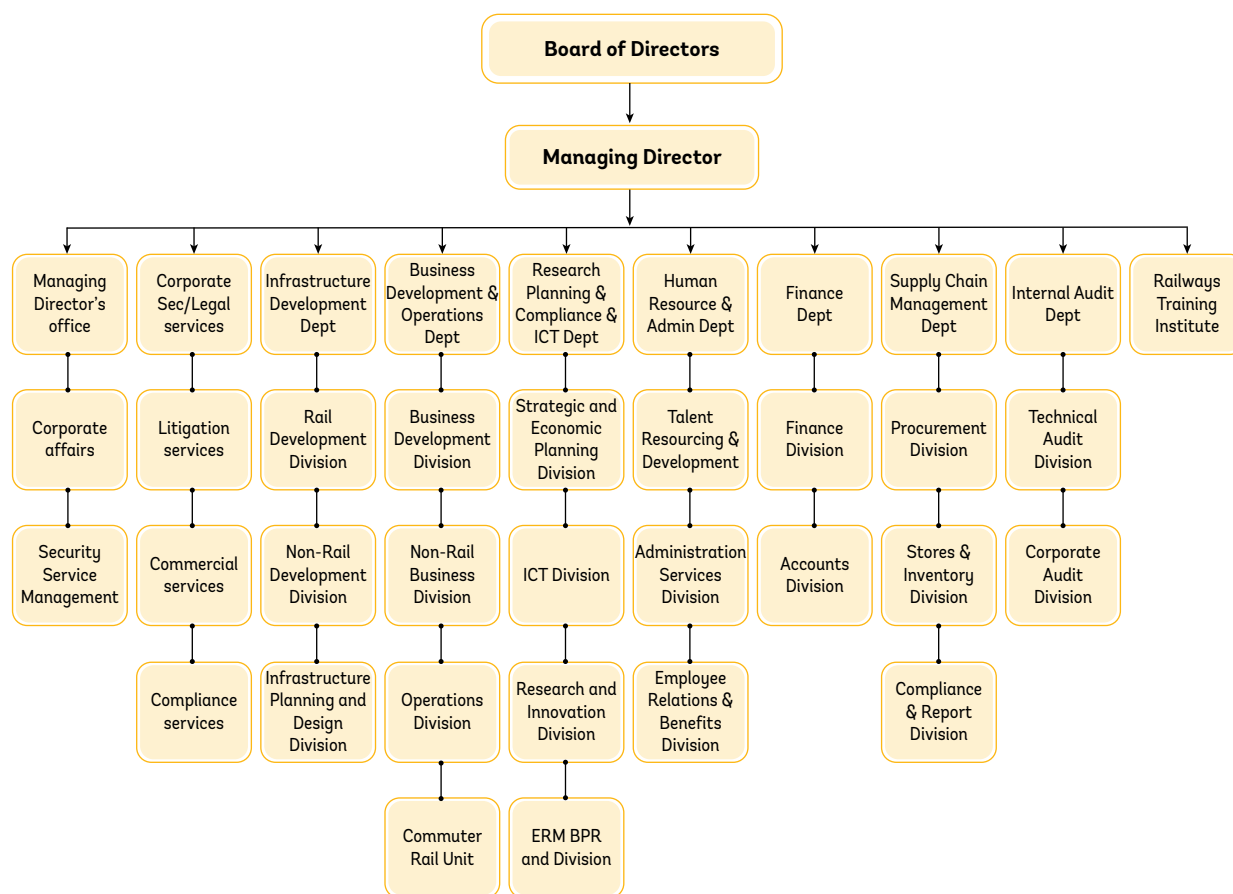 Board of Directors
Managing Director
Managing
Director's
office
Corporate
Sec/Legal
services
Infrastructure
Development
Dept
Business
Development &
Operations
Dept
Research
Planning &
Compliance &
ICT Dept
Human
Resource &
Admin Dept
Finance
Dept
Supply Chain
Management
Dept
Internal Audit
Dept
Railways
Training
Institute
Corporate
affairs
Litigation
services
Rail
Development
Division
Business
Development
Division
Strategic and
Economic
Planning
Division
Talent
Resourcing &
Development
Finance
Division
Procurement
Division
Technical
Audit
Division
Security
Service
Management
Commercial
services
Non-Rail
Development
Division
Non-Rail
Business
Division
ICT Division
Administration
Services
Division
Accounts
Division
Stores &
Inventory
Division
Corporate
Audit
Division
Compliance
services
Infrastructure
Planning and
Design
Division
Operations
Division
Research and
Innovation
Division
Employee
Relations &
Benefits
Division
Compliance
& Report
Division
Commuter
Rail Unit
ERM BPR
and Division